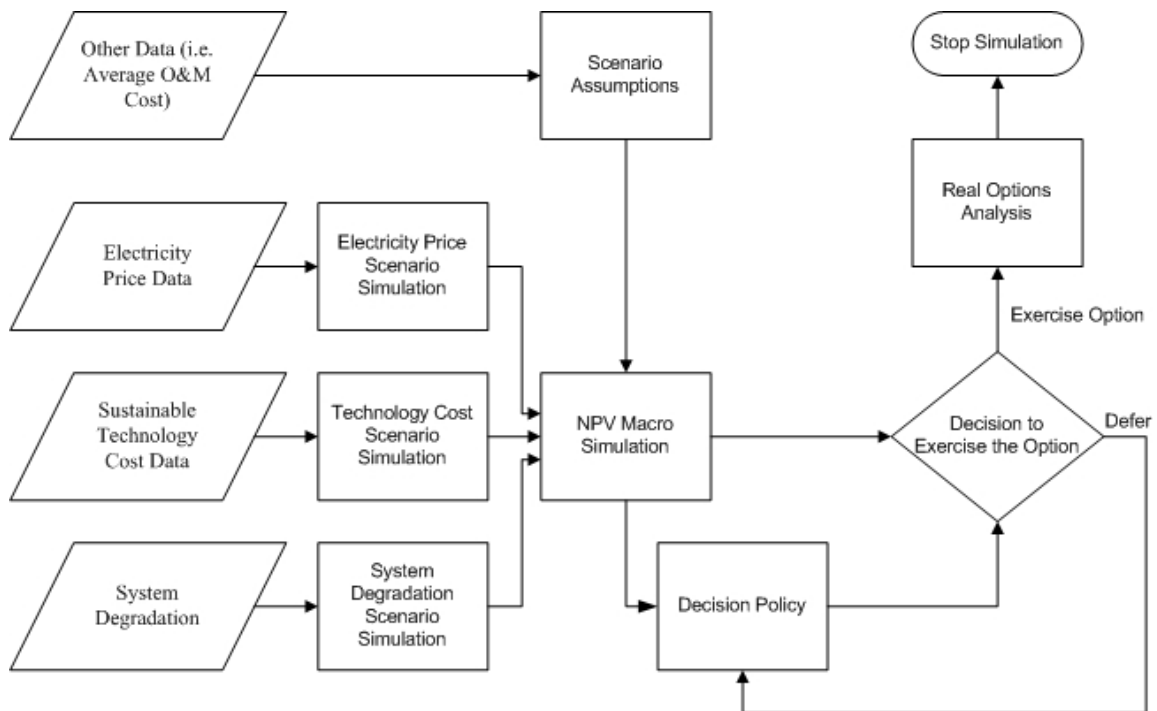 Other Data (i.e.
Average O&M
Cost)
Scenario
Assumptions
Stop Simulation
Real Options
Analysis
Electricity
Price Data
Electricity Price
Scenario
Simulation
Exercise Option
Sustainable
Technology
Cost Data
Technology Cost
Scenario
Simulation
NPV Macro
Simulation
Decision to
Exercise the Option
Defer
System
Degradation
System
Degradation
Scenario
Simulation
Decision Policy